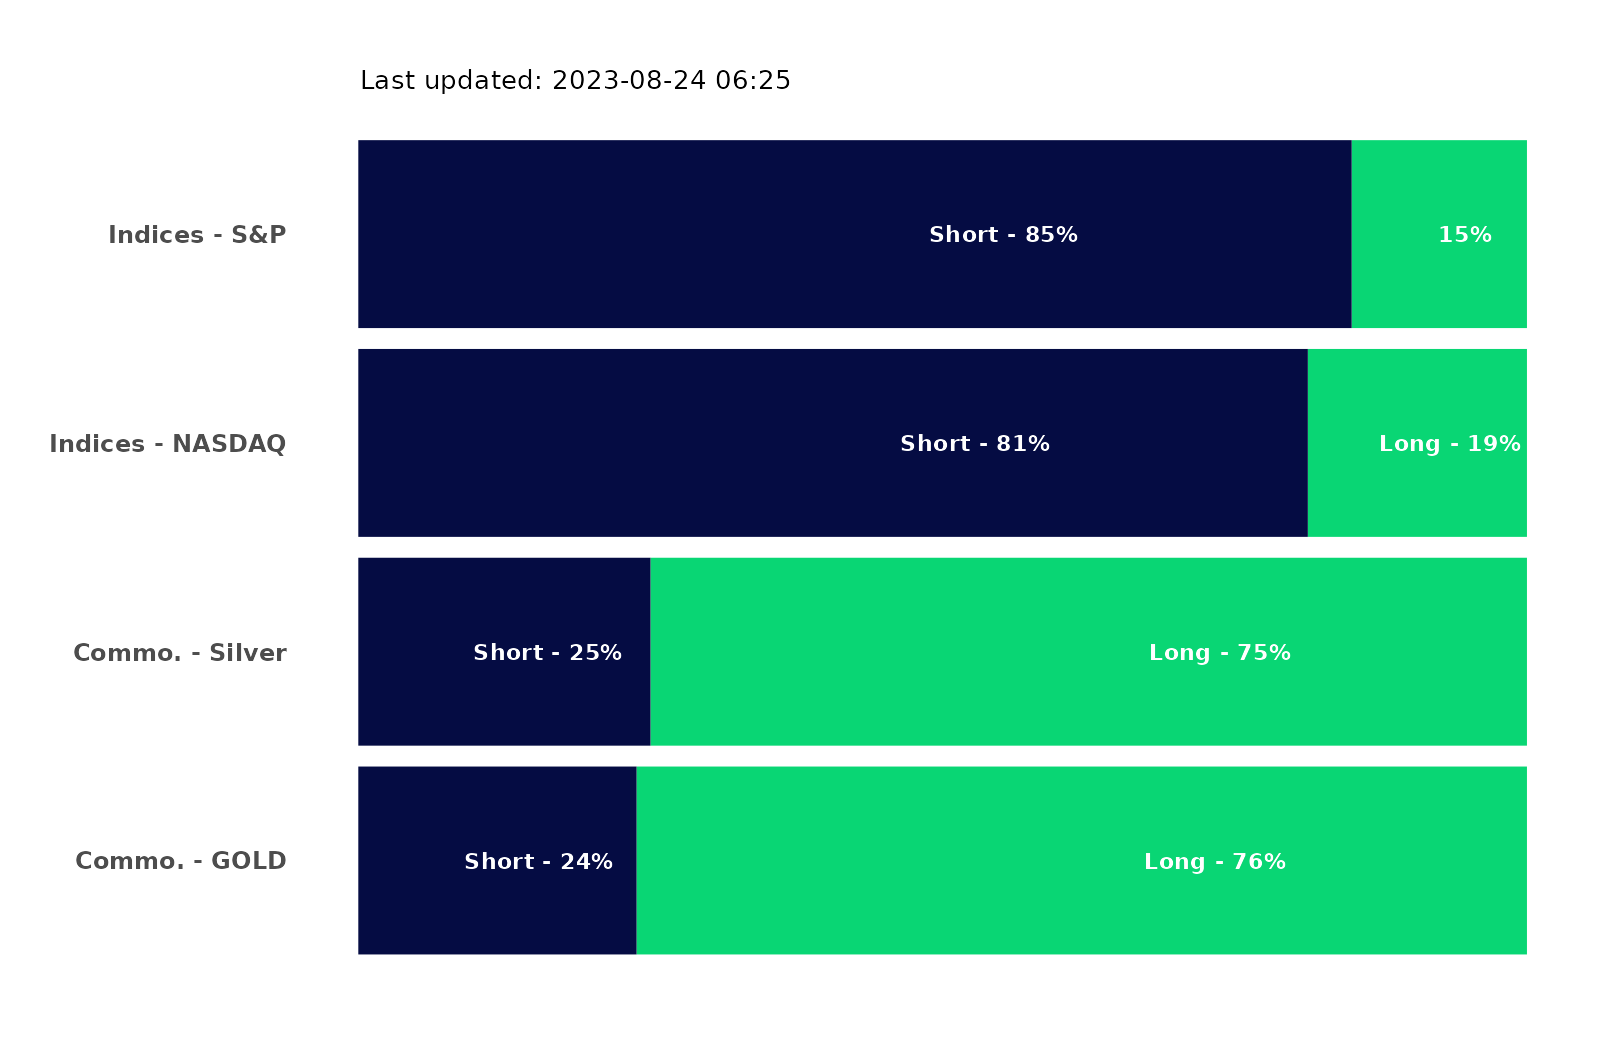 Last updated: 2023-08-24 06:25
Indices - S&P
Short - 85%
15%
Indices - NASDAQ
Short - 81%
Long - 19%
Commo. - Silver
Short - 25%
Long - 75%
Commo. - GOLD
Short - 24%
Long - 76%